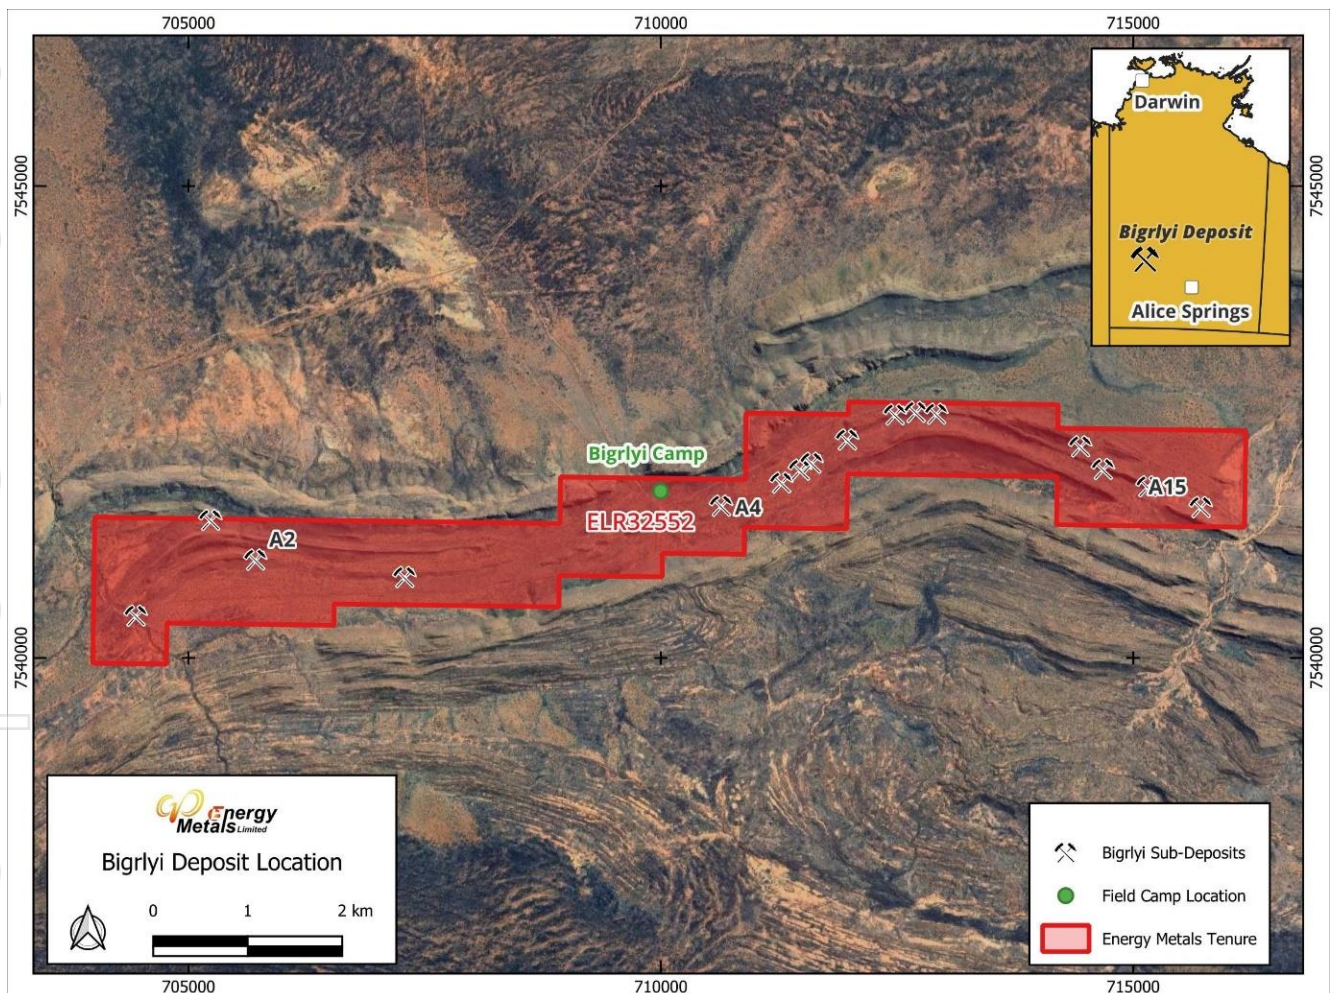 705000
710000
715000
7545000
7545000
Darwin
Bigrlyi Deposit
Alice Springs
Bigrlyi Camp
ELR32552
A4
A15
A2
7540000
7540000
Energy
Metals Limited
Bigrlyi Deposit Location
0 1 2 km
Bigrlyi Sub-Deposits
Field Camp Location
Energy Metals Tenure
705000
710000
715000